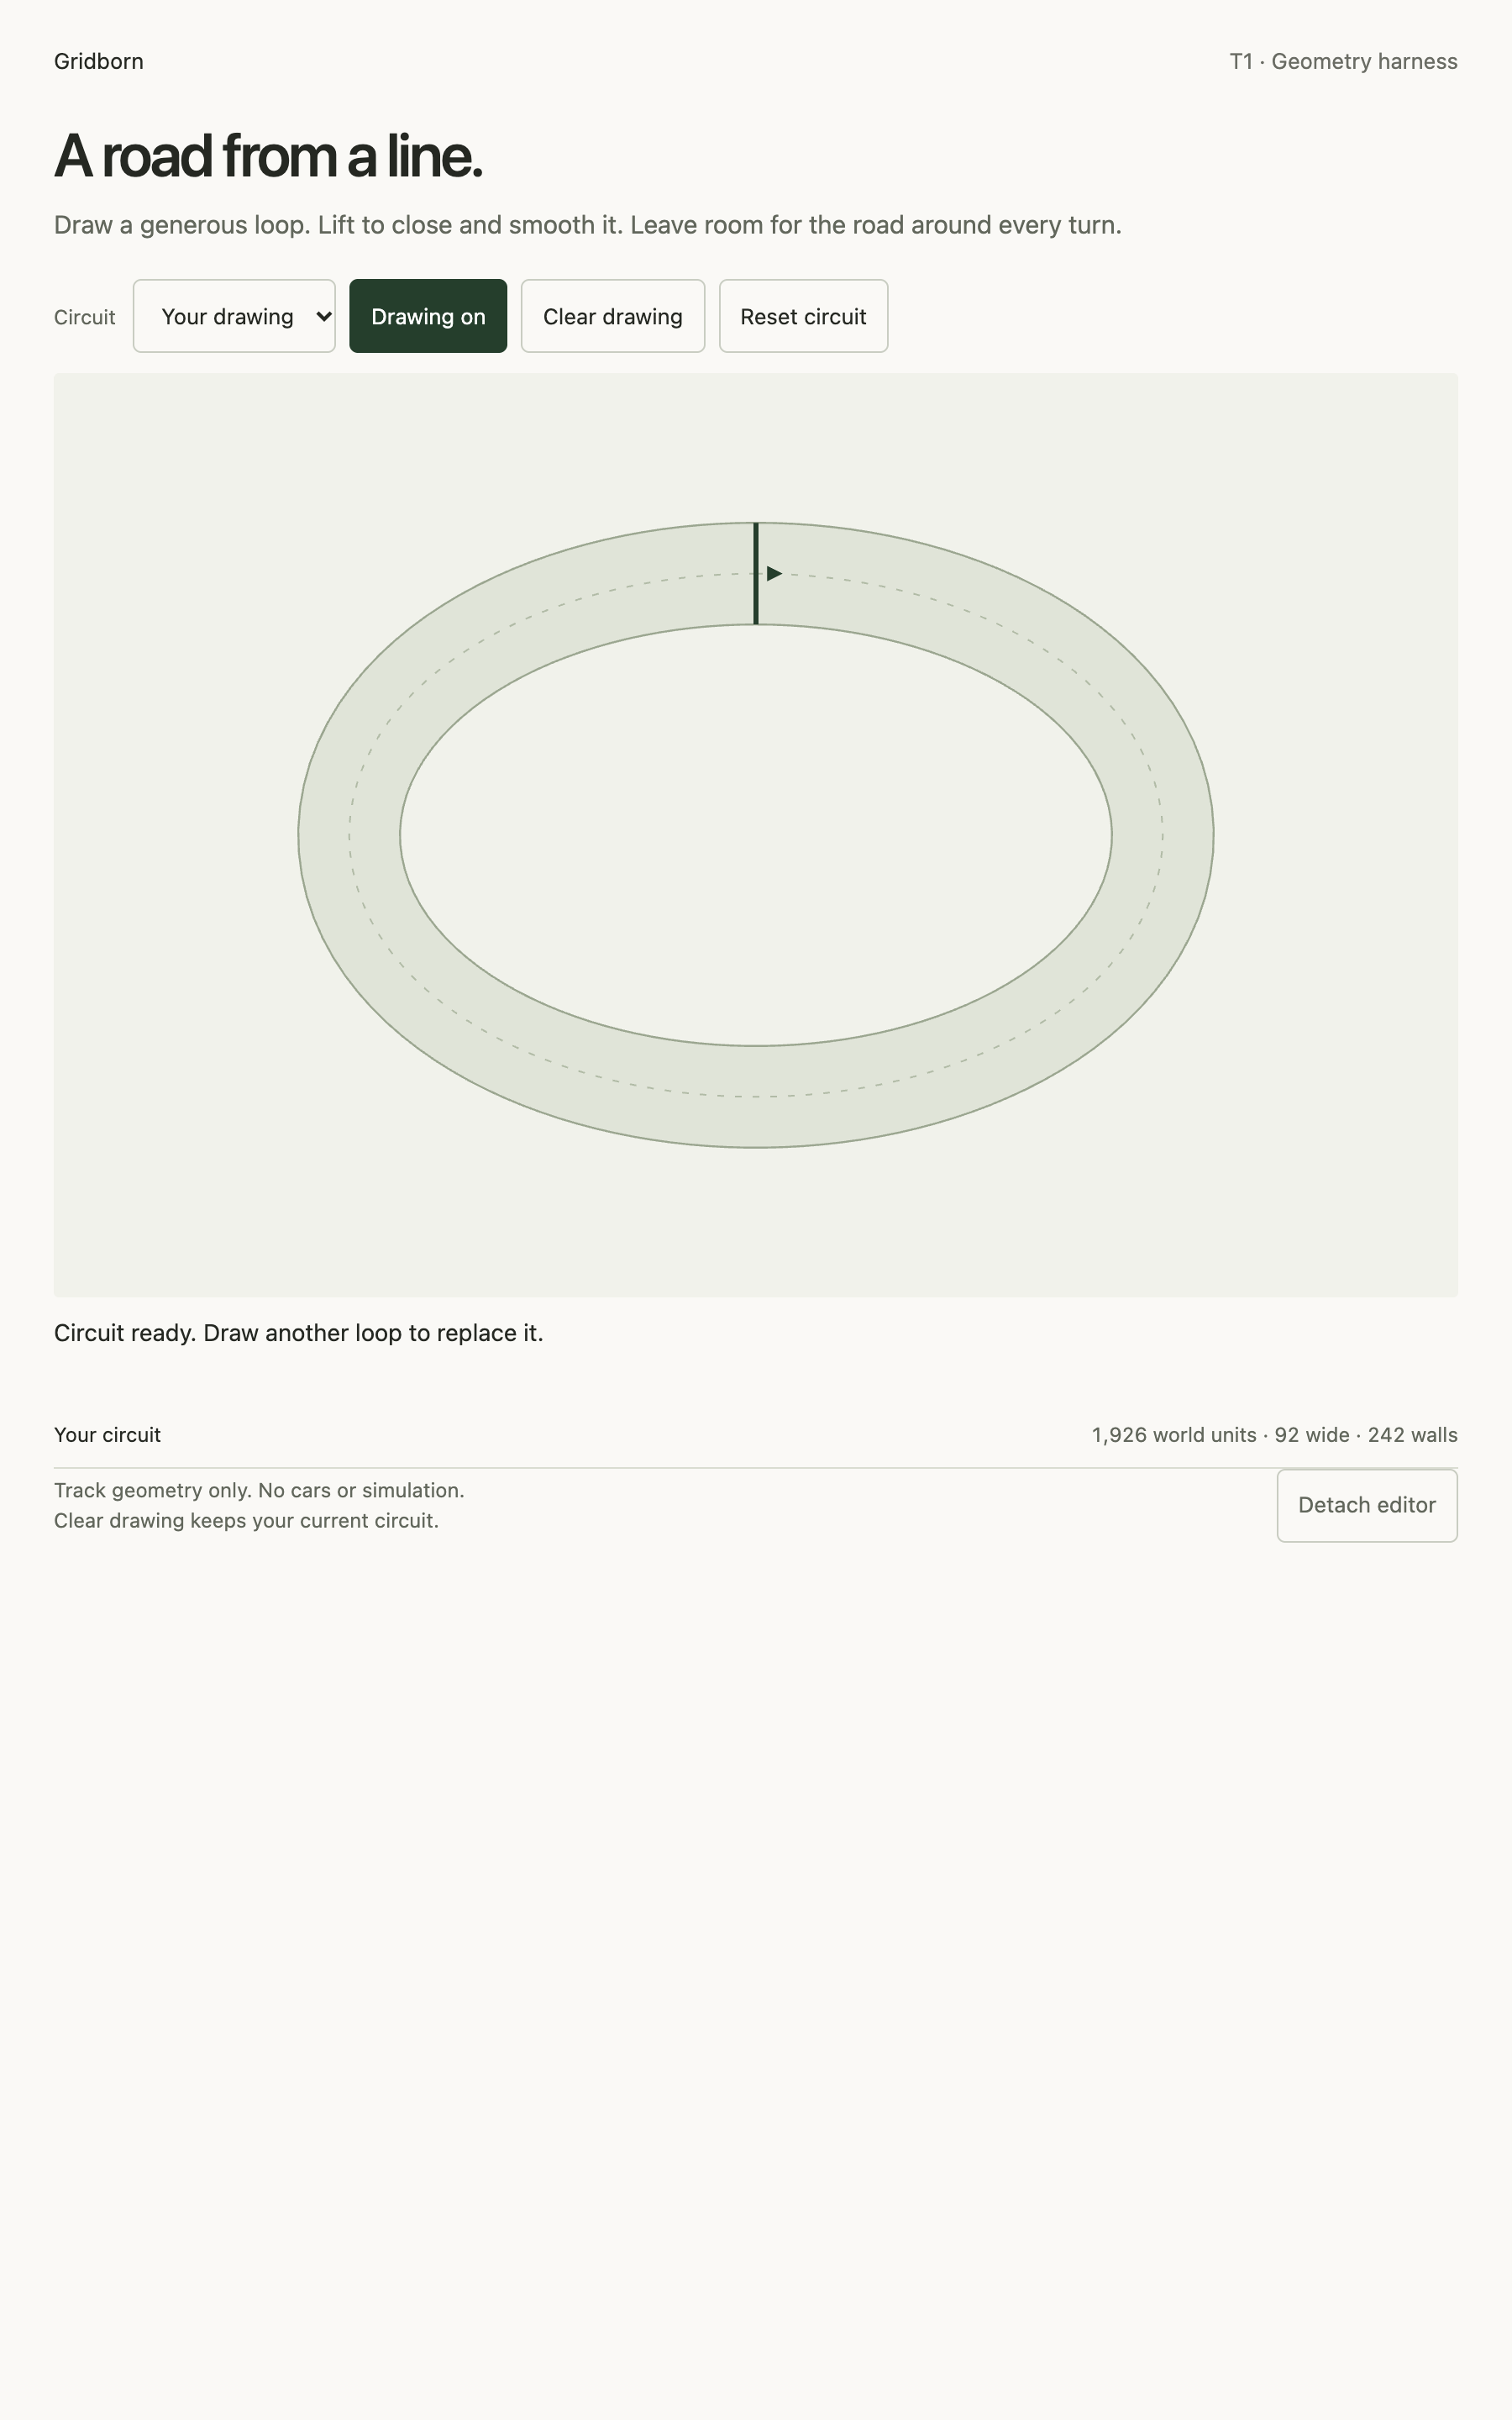 Gridborn
T1 · Geometry harness
A road from a line.
Draw a generous loop. Lift to close and smooth it. Leave room for the road around every turn.
Circuit
Your drawing
Drawing on
Clear drawing
Reset circuit
Circuit ready. Draw another loop to replace it.
Your circuit
1,926 world units · 92 wide · 242 walls
Track geometry only. No cars or simulation.
Clear drawing keeps your current circuit.
Detach editor